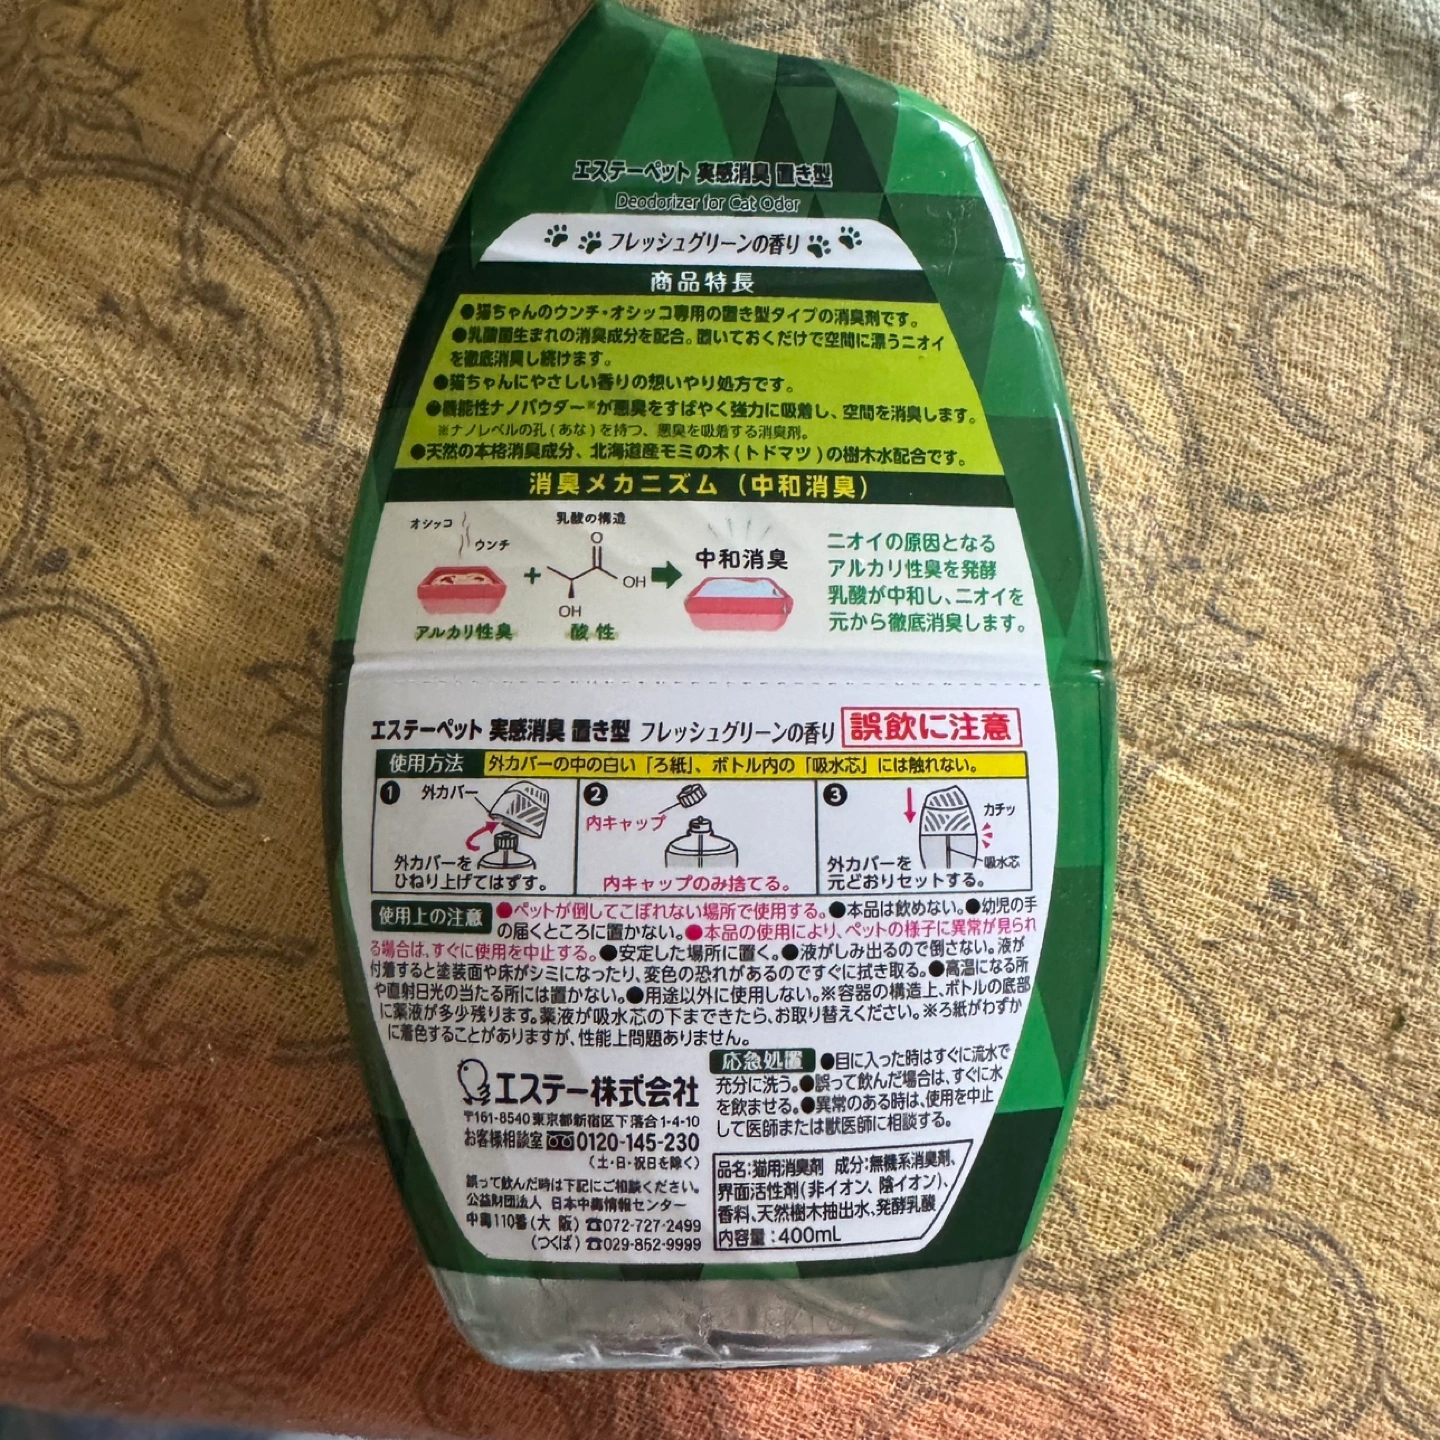 エステーペット 実感消臭 置き型
Deodorizer for Cat Odor
フレッシュグリーンの香り
商品特長
●猫ちゃんのウンチ・オシッコ専用の置き型タイプの消臭剤です。
●乳酸菌生まれの消臭成分を配合。置いておくだけで空間に漂うニオイ
を徹底消臭し続けます。
●猫ちゃんにやさしい香りの想いやり処方です。
●機能性ナノパウダー※が悪臭をすばやく強力に吸着し、空間を消臭します。
※ナノレベルの孔(あな)を持つ、悪臭を吸着する消臭剤。
●天然の本格消臭成分、北海道産モミの木(トドマツ)の樹木水配合です。
消臭メカニズム(中和消臭)
オシッコ
ウンチ
アルカリ性臭
+
乳酸の構造
O
OH
OH
酸性
中和消臭
ニオイの原因となる
アルカリ性臭を発酵
乳酸が中和し、ニオイを
元から徹底消臭します。
エステーペット 実感消臭 置き型 フレッシュグリーンの香り 誤飲に注意
使用方法 外カバーの中の白い「ろ紙」、ボトル内の「吸水芯」には触れない。
❶ 外カバー
外カバーを
ひねり上げてはずす。
❷
内キャップ
内キャップのみ捨てる。
❸
カチッ
吸水芯
外カバーを
元どおりセットする。
使用上の注意 ●ペットが倒してこぼれない場所で使用する。●本品は飲めない。●幼児の手
の届くところに置かない。●本品の使用により、ペットの様子に異常が見られ
る場合は、すぐに使用を中止する。●安定した場所に置く。●液がしみ出るので倒さない。液が
付着すると塗装面や床がシミになったり、変色の恐れがあるのですぐに拭き取る。●高温になる所
や直射日光の当たる所には置かない。●用途以外に使用しない。※容器の構造上、ボトルの底部
に薬液が多少残ります。薬液が吸水芯の下まできたら、お取り替えください。※ろ紙がわずか
に着色することがありますが、性能上問題ありません。
応急処置 ●目に入った時はすぐに流水で
充分に洗う。●誤って飲んだ場合は、すぐに水
を飲ませる。●異常のある時は、使用を中止
して医師または獣医師に相談する。
エステー株式会社
〒161-8540 東京都新宿区下落合1-4-10
お客様相談室 0120-145-230
(土・日・祝日を除く)
誤って飲んだ時は下記にご相談ください。
公益財団法人 日本中毒情報センター
中毒110番(大 阪)☎072-727-2499
(つくば)☎029-852-9999
品名:猫用消臭剤 成分:無機系消臭剤、
界面活性剤(非イオン、陰イオン)、
香料、天然樹木抽出水、発酵乳酸
内容量:400mL